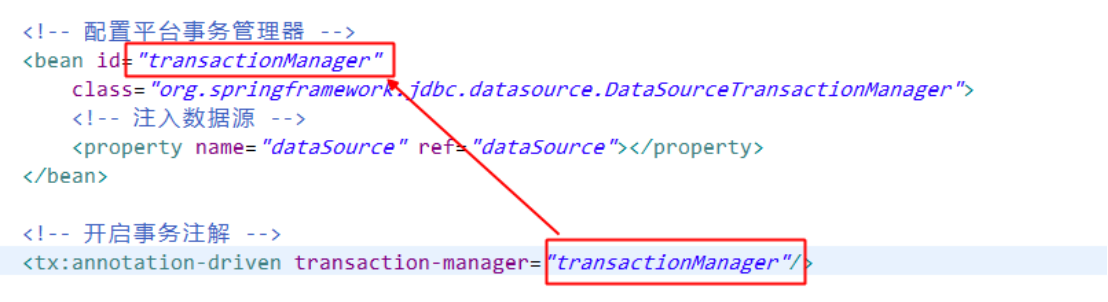 <!-- 配置平台事务管理器 -->
<bean id="transactionManager"
class="org.springframework.jdbc.datasource.DataSourceTransactionManager">
<!-- 注入数据源 -->
<property name="dataSource" ref="dataSource"></property>
</bean>
<!-- 开启事务注解 -->
<tx:annotation-driven transaction-manager="transactionManager"/>